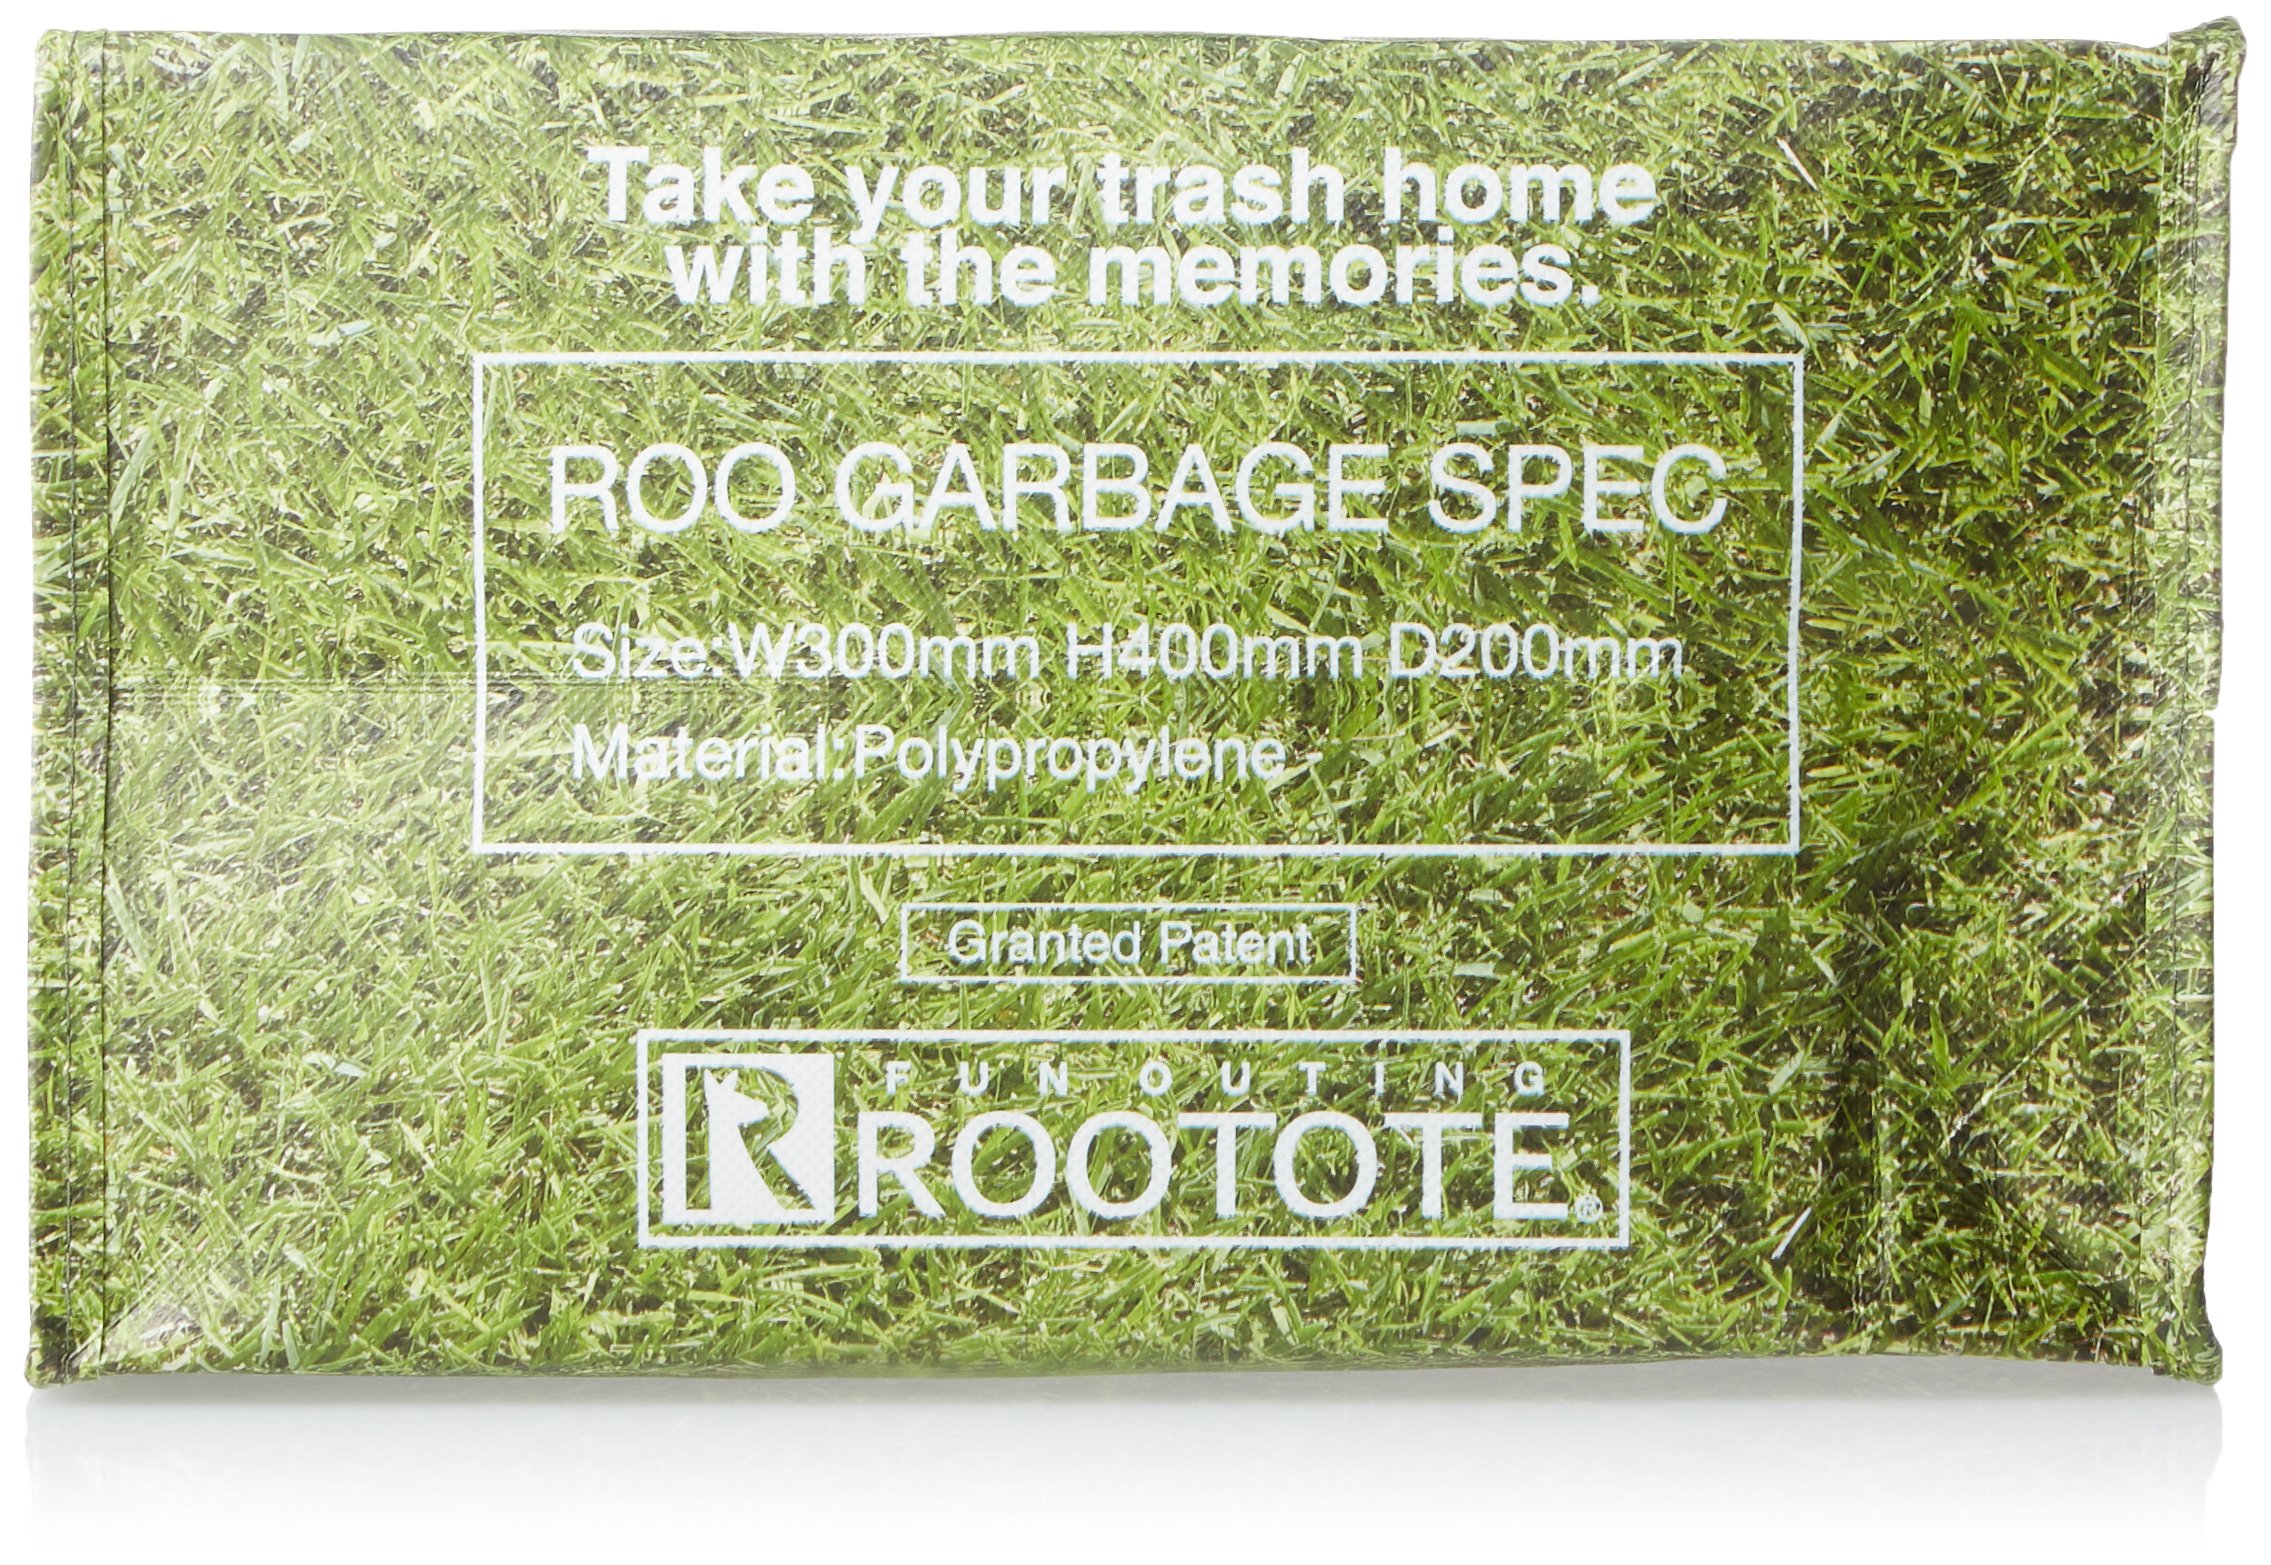 Take your trash home
with the memories.
ROO GARBAGE SPEC
Size:W300mm H400mm D200mm
Material:Polypropylene
Granted Patent
R
FUN OUTING
ROOTOTE®